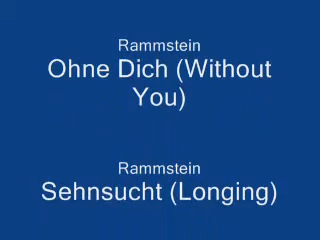 Rammstein
Ohne Dich (Without
You)
Rammstein
Sehnsucht (Longing)